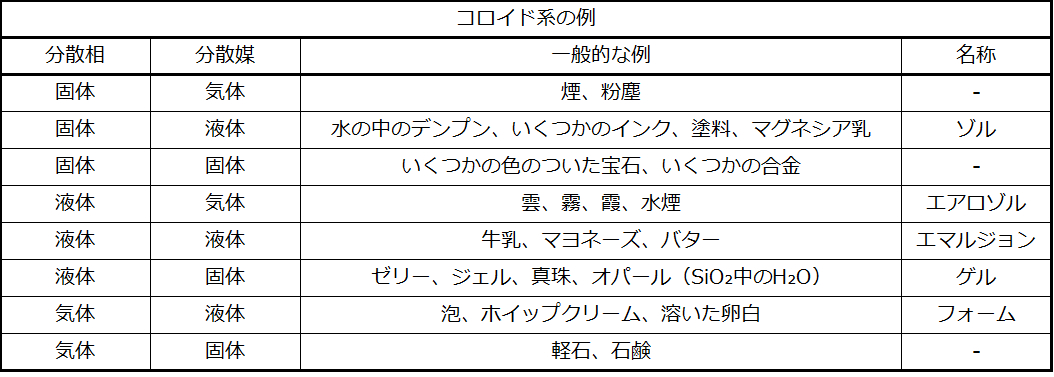 コロイド系の例
分散相 分散媒 一般的な例 名称
固体 気体 煙、粉塵 -
固体 液体 水の中のデンプン、いくつかのインク、塗料、マグネシア乳 ゾル
固体 固体 いくつかの色のついた宝石、いくつかの合金 -
液体 気体 雲、霧、霞、水煙 エアロゾル
液体 液体 牛乳、マヨネーズ、バター エマルジョン
液体 固体 ゼリー、ジェル、真珠、オパール（SiO₂中のH₂O） ゲル
気体 液体 泡、ホイップクリーム、溶いた卵白 フォーム
気体 固体 軽石、石鹸 -